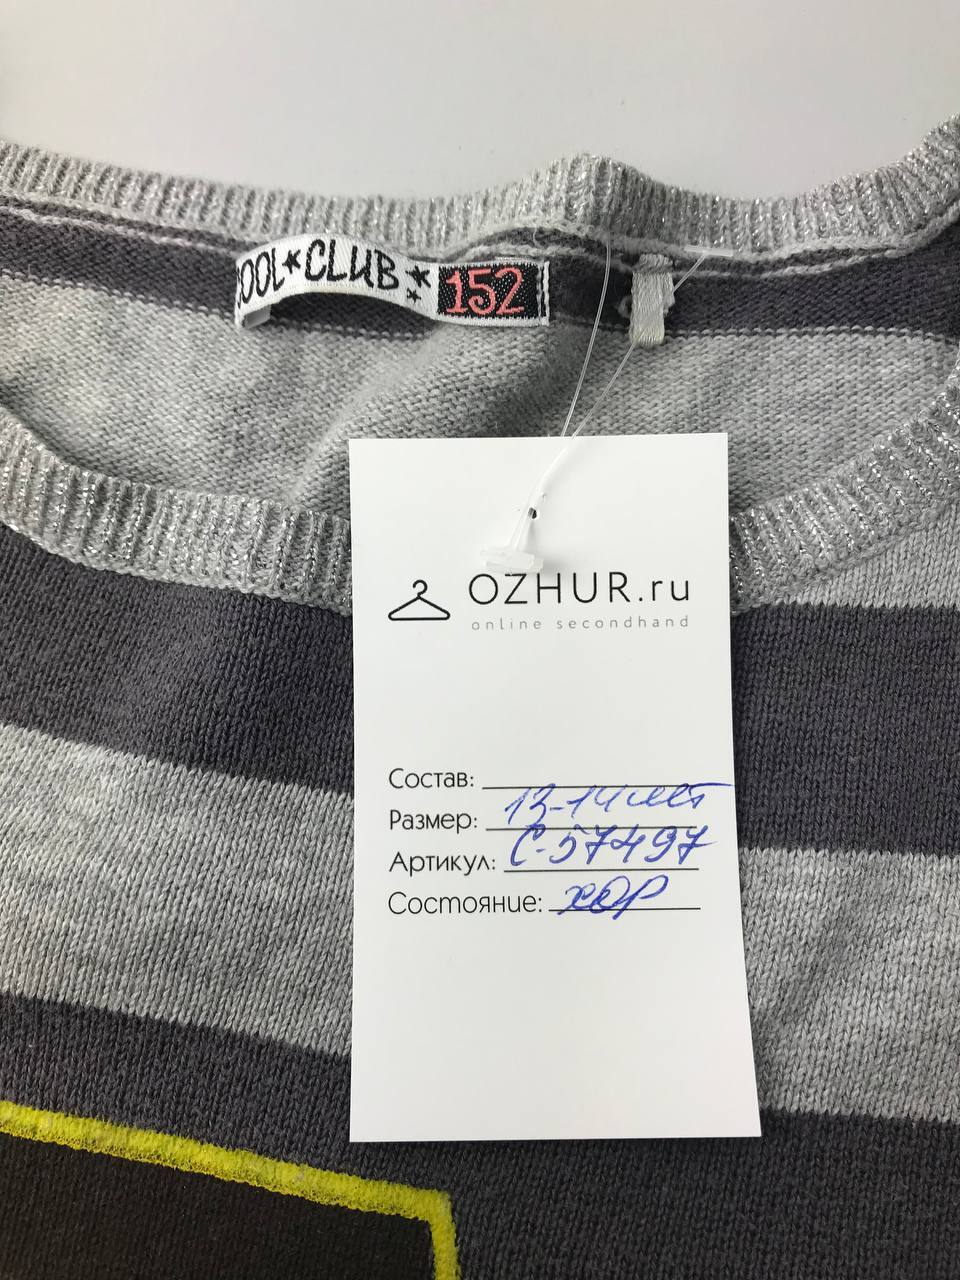 OOL★CLUB★★ 152
OZHUR.ru
online secondhand
Состав:
Размер: 13-14 лет
Артикул: С-57497
Состояние: хор